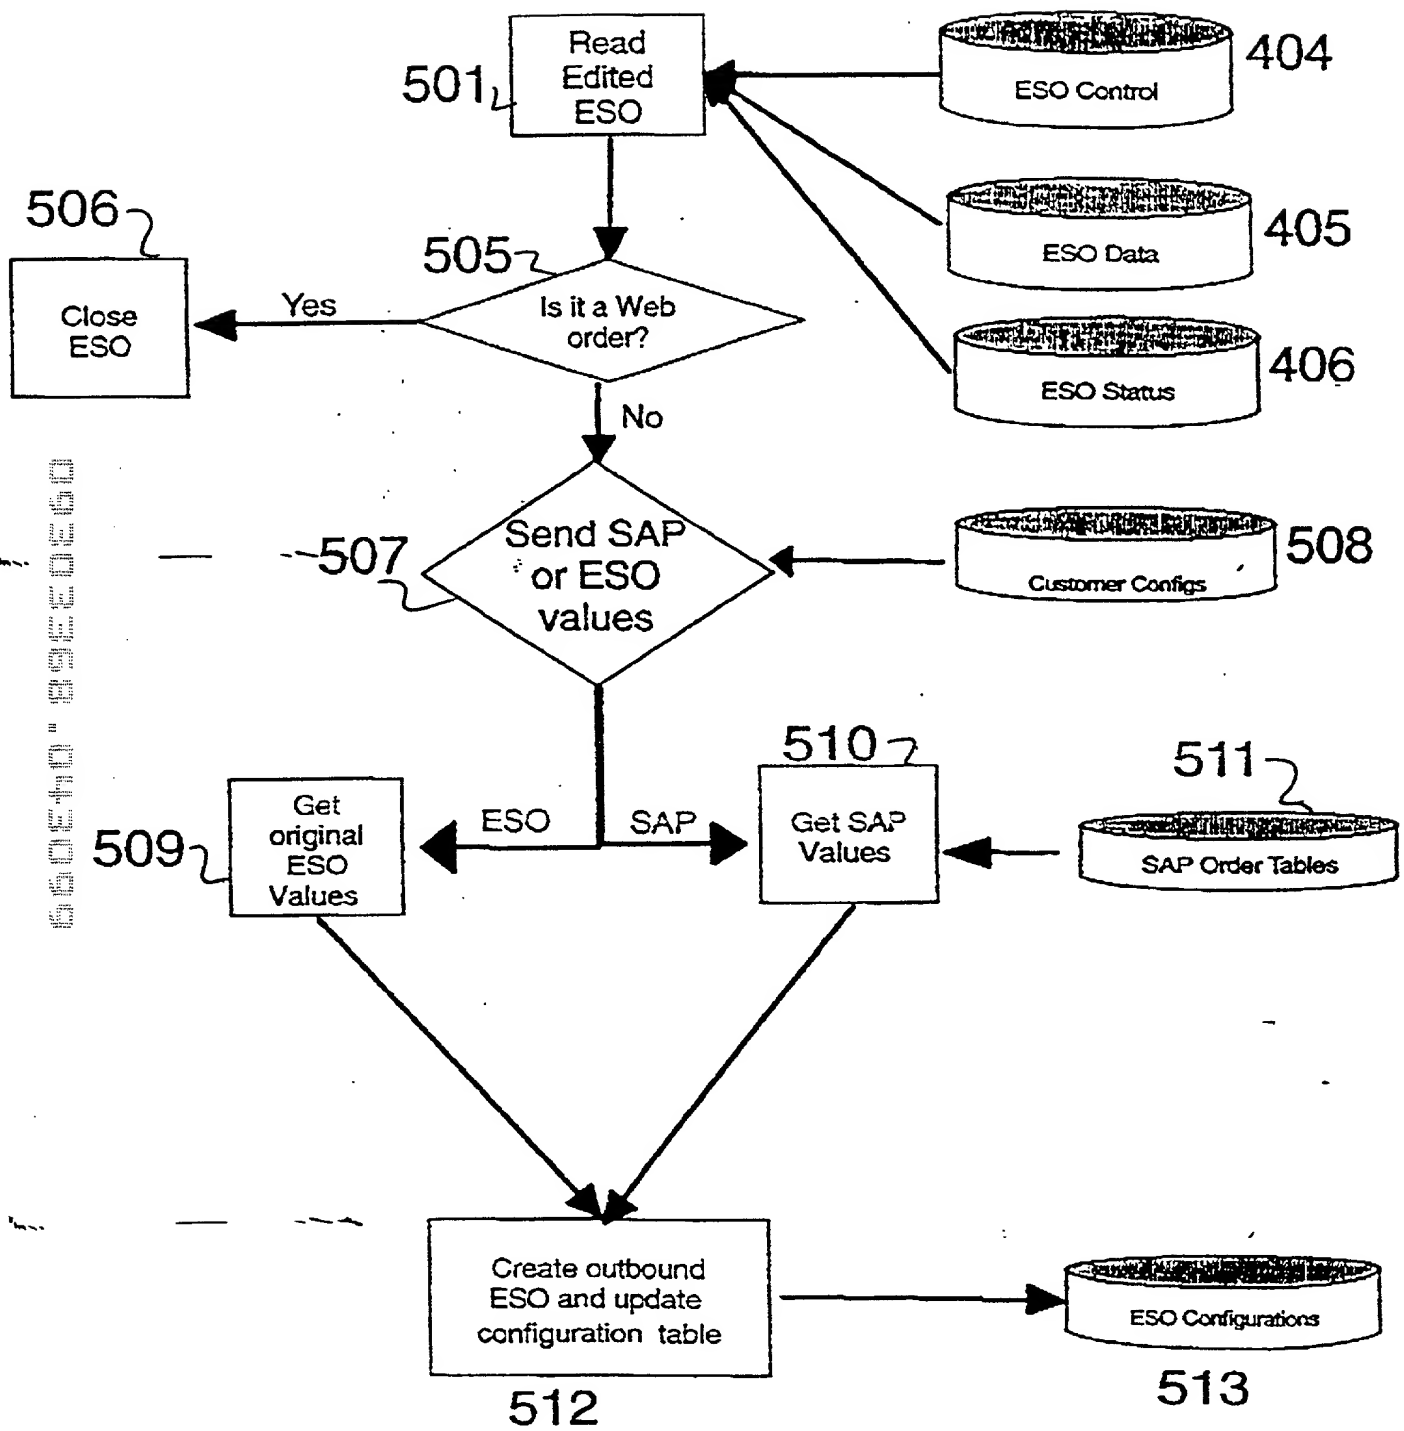 Read
Edited
ESO
501
ESO Control
404
ESO Data
405
ESO Status
406
506
Close
ESO
Yes
505
Is it a Web
order?
No
507
Send SAP
or ESO
values
Customer Configs
508
509
Get
original
ESO
Values
ESO
SAP
510
Get SAP
Values
511
SAP Order Tables
Create outbound
ESO and update
configuration table
512
ESO Configurations
513